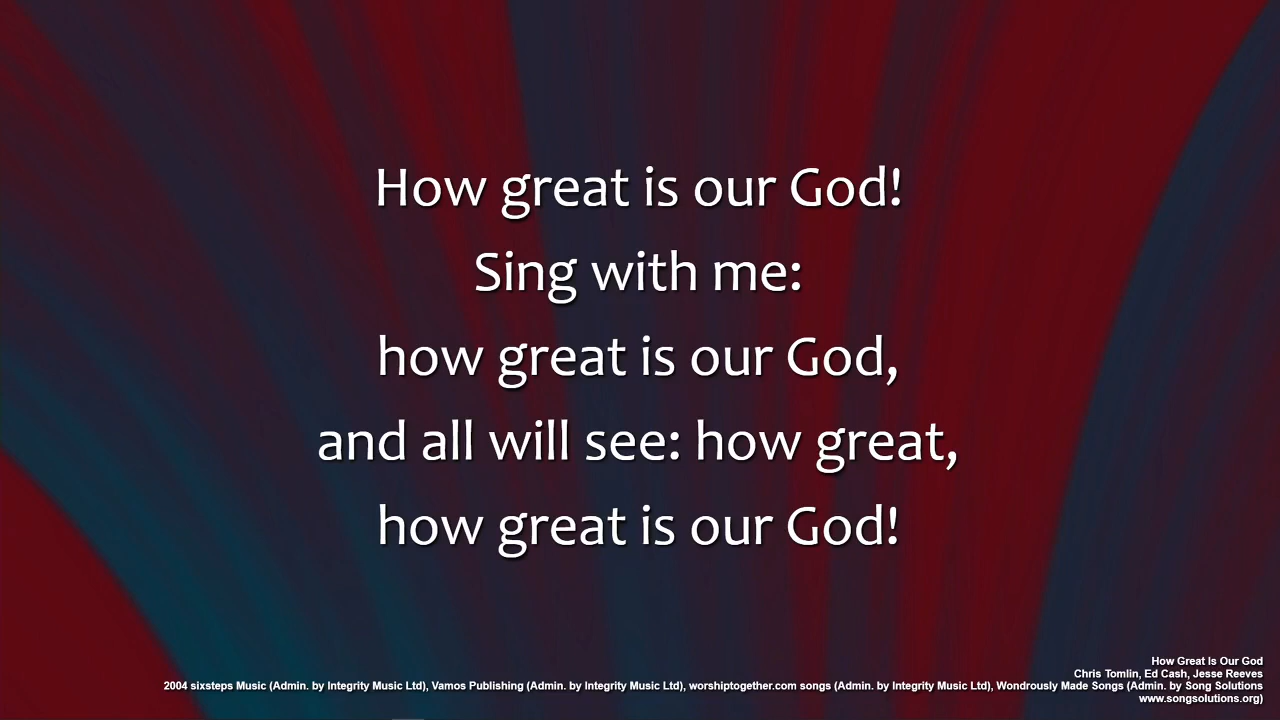 How great is our God!
Sing with me:
how great is our God,
and all will see: how great,
how great is our God!
How Great Is Our God
Chris Tomlin, Ed Cash, Jesse Reeves
2004 sixsteps Music (Admin. by Integrity Music Ltd), Vamos Publishing (Admin. by Integrity Music Ltd), worshiptogether.com songs (Admin. by Integrity Music Ltd), Wondrously Made Songs (Admin. by Song Solutions
www.songsolutions.org)